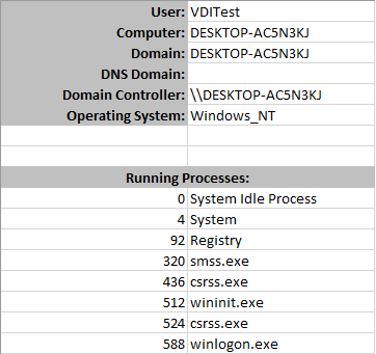 User: VDITest
Computer: DESKTOP-AC5N3KJ
Domain: DESKTOP-AC5N3KJ
DNS Domain:
Domain Controller: \\DESKTOP-AC5N3KJ
Operating System: Windows_NT
Running Processes:
0 System Idle Process
4 System
92 Registry
320 smss.exe
436 csrss.exe
512 wininit.exe
524 csrss.exe
588 winlogon.exe